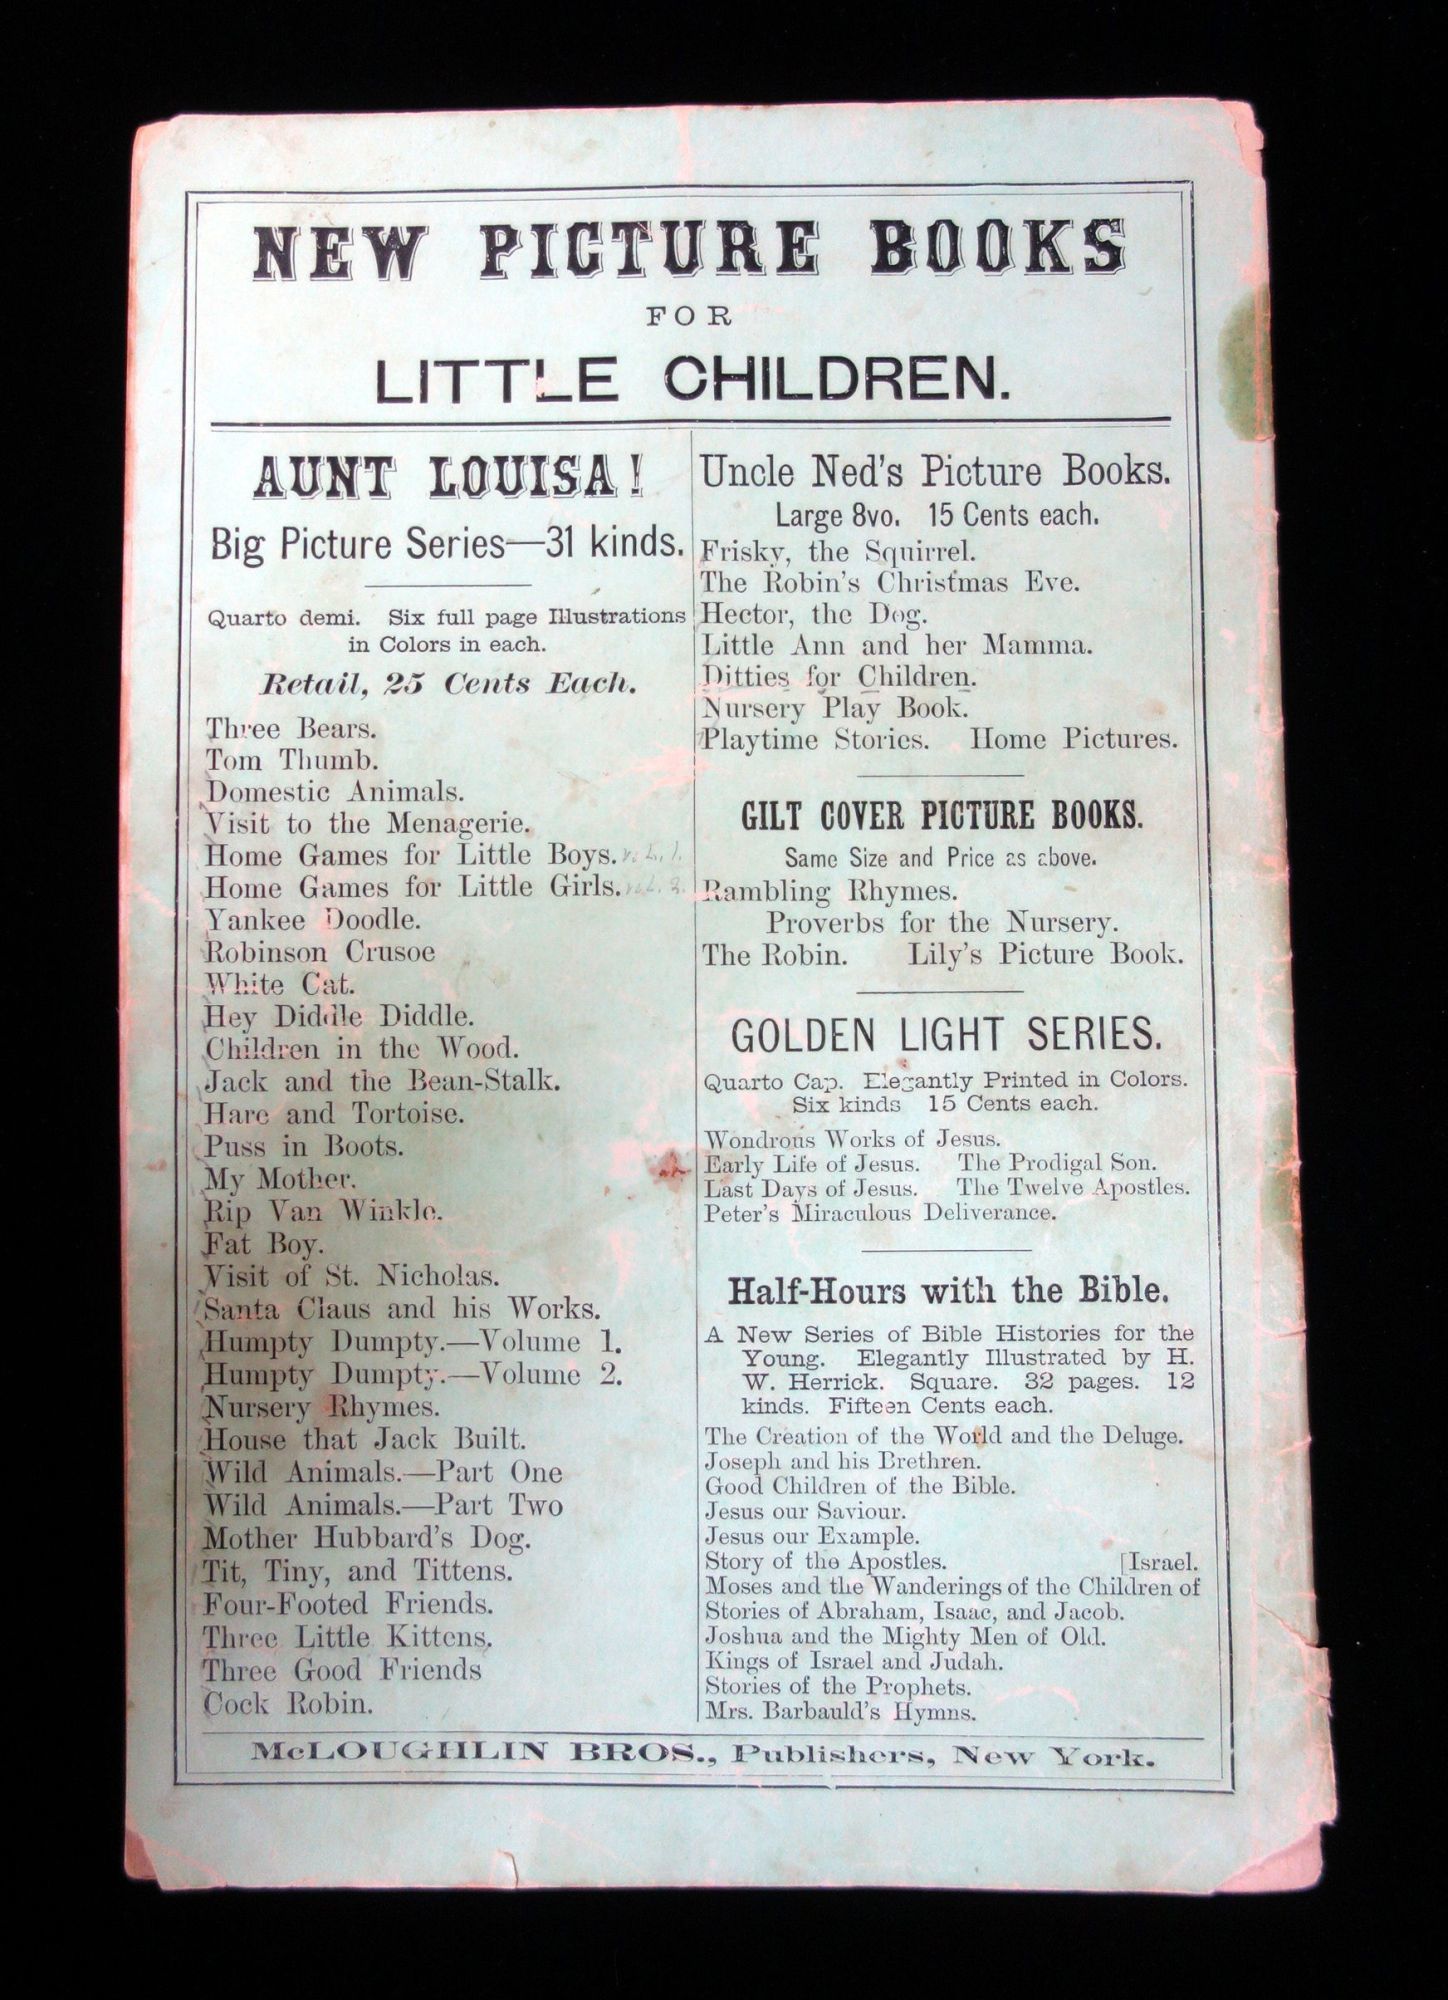 NEW PICTURE BOOKS
FOR
LITTLE CHILDREN.
AUNT LOUISA!
Big Picture Series—31 kinds.
Quarto demi. Six full page Illustrations
in Colors in each.
Retail, 25 Cents Each.
Three Bears.
Tom Thumb.
Domestic Animals.
Visit to the Menagerie.
Home Games for Little Boys. vol. 1.
Home Games for Little Girls. vol. 2.
Yankee Doodle.
Robinson Crusoe
White Cat.
Hey Diddle Diddle.
Children in the Wood.
Jack and the Bean-Stalk.
Hare and Tortoise.
Puss in Boots.
My Mother.
Rip Van Winkle.
Fat Boy.
Visit of St. Nicholas.
Santa Claus and his Works.
Humpty Dumpty.—Volume 1.
Humpty Dumpty.—Volume 2.
Nursery Rhymes.
House that Jack Built.
Wild Animals.—Part One
Wild Animals.—Part Two
Mother Hubbard's Dog.
Tit, Tiny, and Tittens.
Four-Footed Friends.
Three Little Kittens.
Three Good Friends
Cock Robin.
Uncle Ned's Picture Books.
Large 8vo. 15 Cents each.
Frisky, the Squirrel.
The Robin's Christmas Eve.
Hector, the Dog.
Little Ann and her Mamma.
Ditties for Children.
Nursery Play Book.
Playtime Stories. Home Pictures.
GILT COVER PICTURE BOOKS.
Same Size and Price as above.
Rambling Rhymes.
Proverbs for the Nursery.
The Robin. Lily's Picture Book.
GOLDEN LIGHT SERIES.
Quarto Cap. Elegantly Printed in Colors.
Six kinds 15 Cents each.
Wondrous Works of Jesus.
Early Life of Jesus. The Prodigal Son.
Last Days of Jesus. The Twelve Apostles.
Peter's Miraculous Deliverance.
Half-Hours with the Bible.
A New Series of Bible Histories for the
Young. Elegantly Illustrated by H.
W. Herrick. Square. 32 pages. 12
kinds. Fifteen Cents each.
The Creation of the World and the Deluge.
Joseph and his Brethren.
Good Children of the Bible.
Jesus our Saviour.
Jesus our Example.
Story of the Apostles. [Israel.
Moses and the Wanderings of the Children of
Stories of Abraham, Isaac, and Jacob.
Joshua and the Mighty Men of Old.
Kings of Israel and Judah.
Stories of the Prophets.
Mrs. Barbauld's Hymns.
McLOUGHLIN BROS., Publishers, New York.